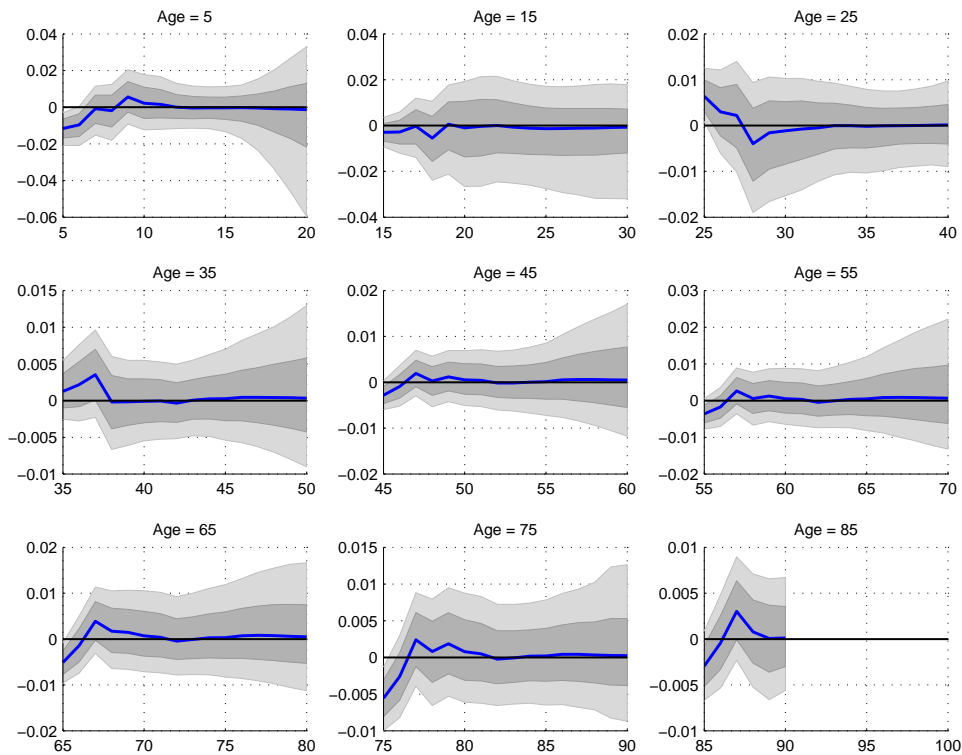 Age = 5
0.04
0.02
0
−0.02
−0.04
−0.06
5 10 15 20
Age = 15
0.04
0.02
0
−0.02
−0.04
15 20 25 30
Age = 25
0.02
0.01
0
−0.01
−0.02
25 30 35 40
Age = 35
0.015
0.01
0.005
0
−0.005
−0.01
35 40 45 50
Age = 45
0.02
0.01
0
−0.01
−0.02
45 50 55 60
Age = 55
0.03
0.02
0.01
0
−0.01
−0.02
55 60 65 70
Age = 65
0.02
0.01
0
−0.01
−0.02
65 70 75 80
Age = 75
0.015
0.01
0.005
0
−0.005
−0.01
75 80 85 90
Age = 85
0.01
0.005
0
−0.005
−0.01
85 90 95 100